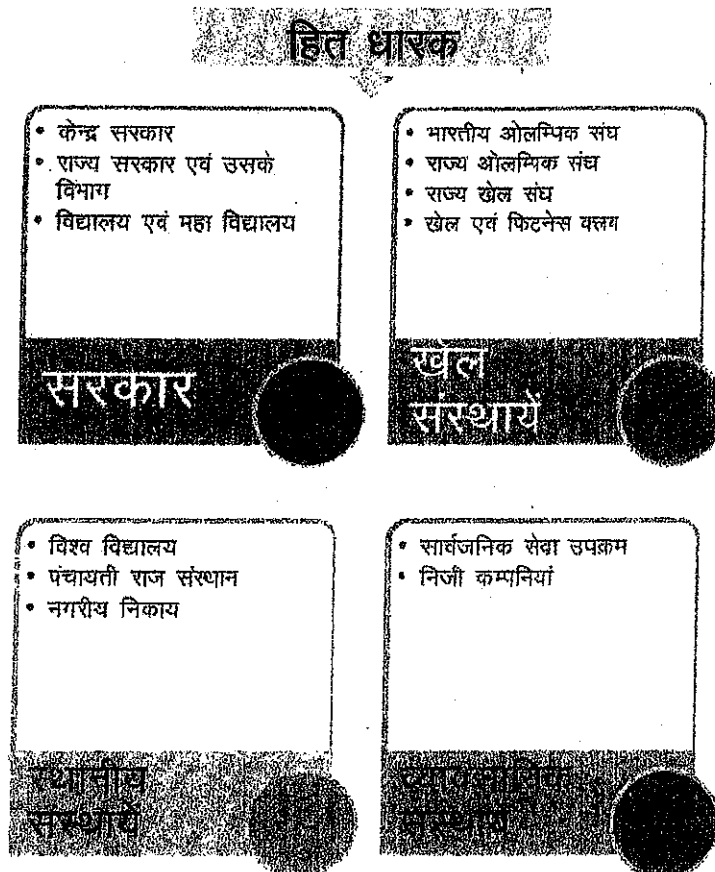 हित धारक
• केन्द्र सरकार
• राज्य सरकार एवं उसके
विभाग
• विद्यालय एवं महा विद्यालय
सरकार
• भारतीय ओलम्पिक संघ
• राज्य ओलम्पिक संघ
• राज्य खेल संघ
• खेल एवं फिटनेस क्लब
खेल
संस्थायें
• विश्व विद्यालय
• पंचायती राज संस्थान
• नगरीय निकाय
स्थानीय
संस्थायें
• सार्वजनिक सेवा उपक्रम
• निजी कम्पनियां
व्यावसायिक
संस्थायें